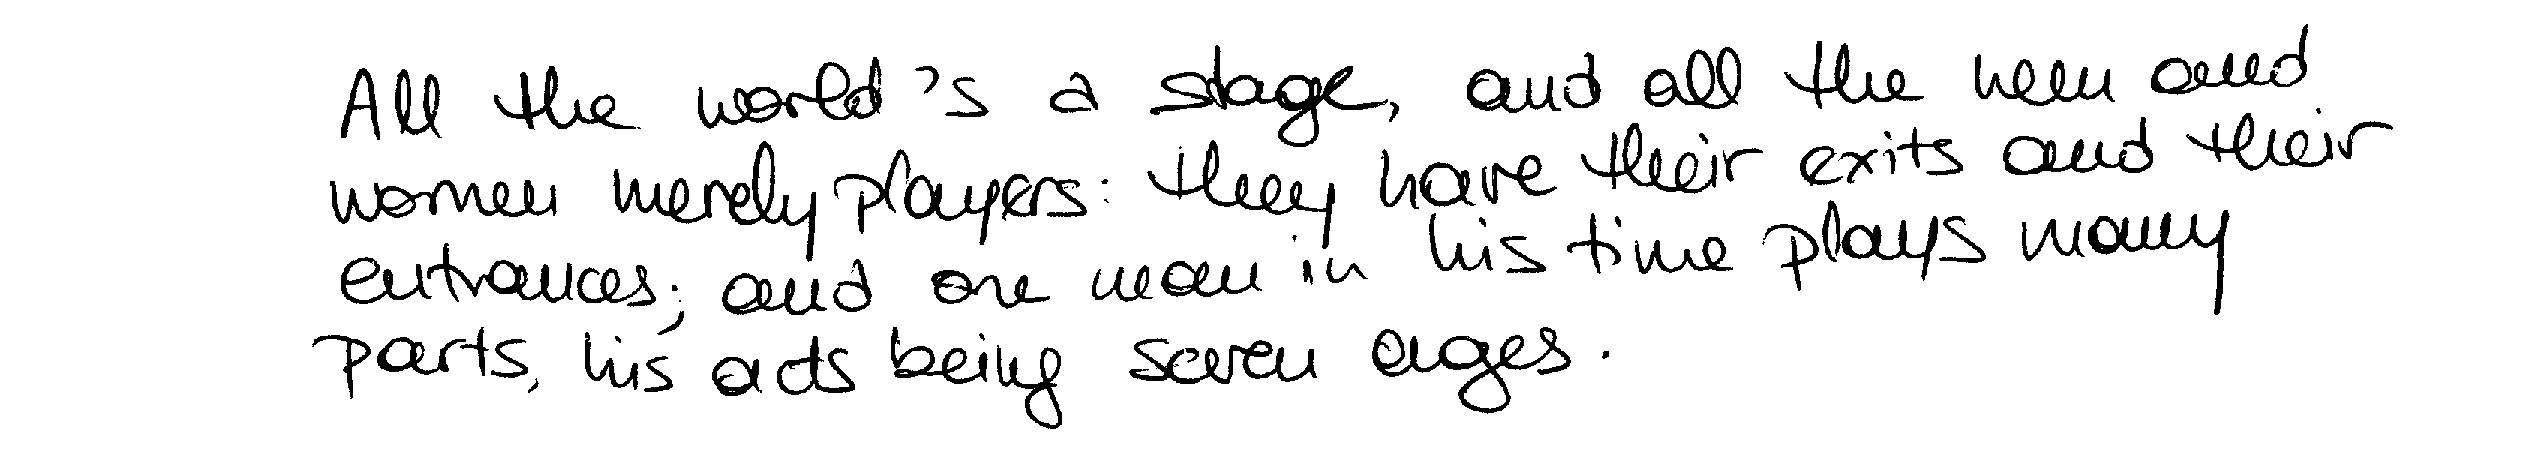 All the world's a stage, and all the men and
women merely players: they have their exits and their
entrances; and one man in his time plays many
parts, his acts being seven ages.